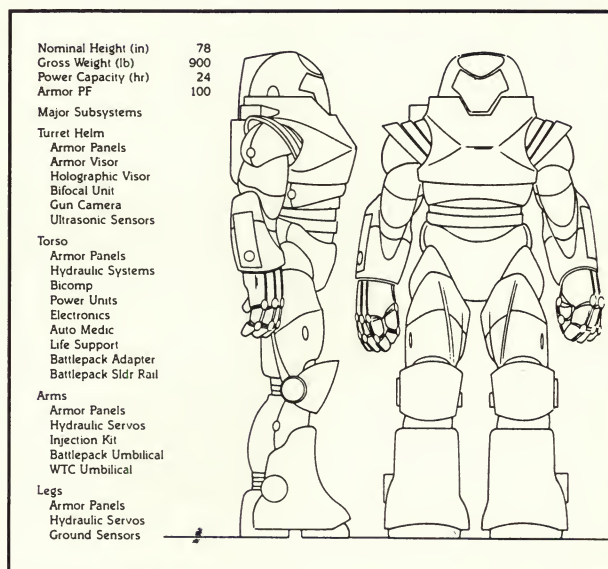 Nominal Height (in) 78
Gross Weight (lb) 900
Power Capacity (hr) 24
Armor PF 100
Major Subsystems
Turret Helm
Armor Panels
Armor Visor
Holographic Visor
Bifocal Unit
Gun Camera
Ultrasonic Sensors
Torso
Armor Panels
Hydraulic Systems
Bicomp
Power Units
Electronics
Auto Medic
Life Support
Battlepack Adapter
Battlepack Sldr Rail
Arms
Armor Panels
Hydraulic Servos
Injection Kit
Battlepack Umbilical
WTC Umbilical
Legs
Armor Panels
Hydraulic Servos
Ground Sensors